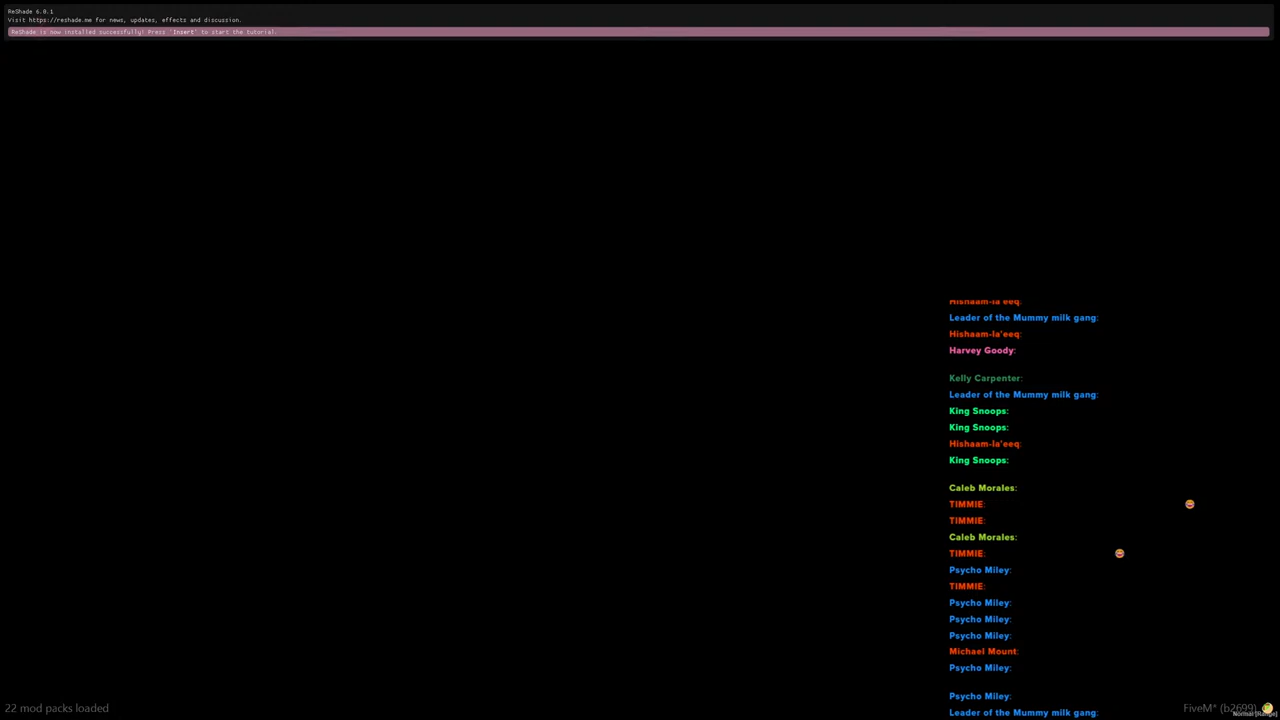 ReShade 6.0.1
Visit https://reshade.me for news, updates, effects and discussion.
ReShade is now installed successfully! Press 'Insert' to start the tutorial.
Hishaam-la'eeq:
Leader of the Mummy milk gang:
Hishaam-la'eeq:
Harvey Goody:
Kelly Carpenter:
Leader of the Mummy milk gang:
King Snoops:
King Snoops:
Hishaam-la'eeq:
King Snoops:
Caleb Morales:
TIMMIE:
TIMMIE:
Caleb Morales:
TIMMIE:
Psycho Miley:
TIMMIE:
Psycho Miley:
Psycho Miley:
Psycho Miley:
Michael Mount:
Psycho Miley:
Psycho Miley:
Leader of the Mummy milk gang:
22 mod packs loaded
FiveM* (b2699)
Normal [Range]